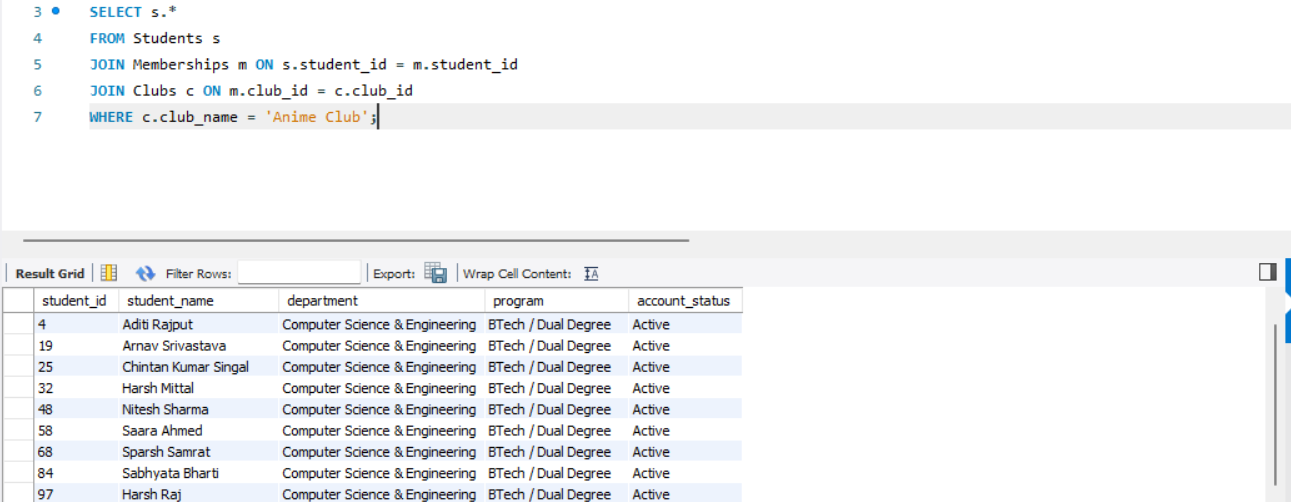 3 SELECT s.*
4 FROM Students s
5 JOIN Memberships m ON s.student_id = m.student_id
6 JOIN Clubs c ON m.club_id = c.club_id
7 WHERE c.club_name = 'Anime Club';
Result Grid Filter Rows: Export: Wrap Cell Content: IA
student_id student_name department program account_status
4 Aditi Rajput Computer Science & Engineering BTech / Dual Degree Active
19 Arnav Srivastava Computer Science & Engineering BTech / Dual Degree Active
25 Chintan Kumar Singal Computer Science & Engineering BTech / Dual Degree Active
32 Harsh Mittal Computer Science & Engineering BTech / Dual Degree Active
48 Nitesh Sharma Computer Science & Engineering BTech / Dual Degree Active
58 Saara Ahmed Computer Science & Engineering BTech / Dual Degree Active
68 Sparsh Samrat Computer Science & Engineering BTech / Dual Degree Active
84 Sabhyata Bharti Computer Science & Engineering BTech / Dual Degree Active
97 Harsh Raj Computer Science & Engineering BTech / Dual Degree Active